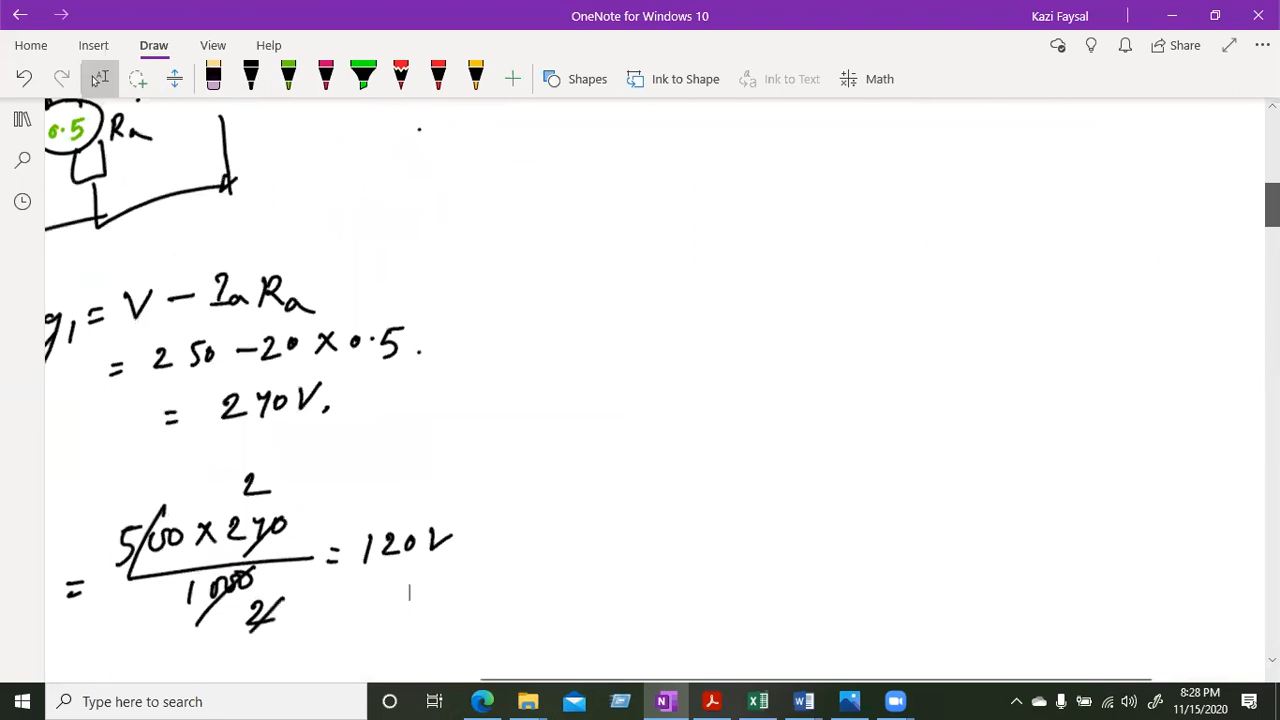 OneNote for Windows 10
Kazi Faysal
Home Insert Draw View Help
Share
Shapes Ink to Shape Ink to Text Math
0.5 Ra
g1 = V - Ia Ra
= 250 - 20 x 0.5
= 240V.
2
= 500 x 240 / 1000 = 120V
2
Type here to search
8:28 PM
11/15/2020